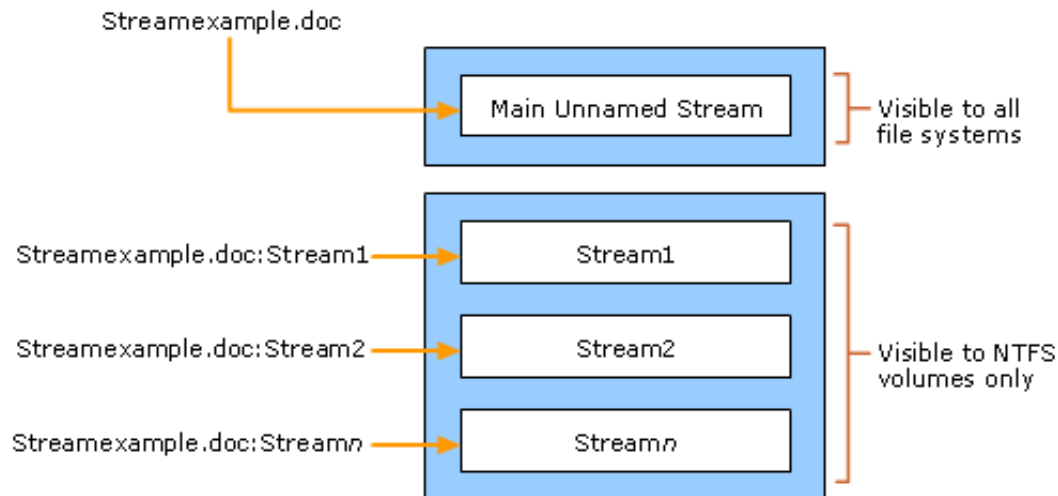 Streamexample.doc
Main Unnamed Stream
Visible to all
file systems
Streamexample.doc:Stream1
Stream1
Streamexample.doc:Stream2
Stream2
Visible to NTFS
volumes only
Streamexample.doc:Streamn
Streamn